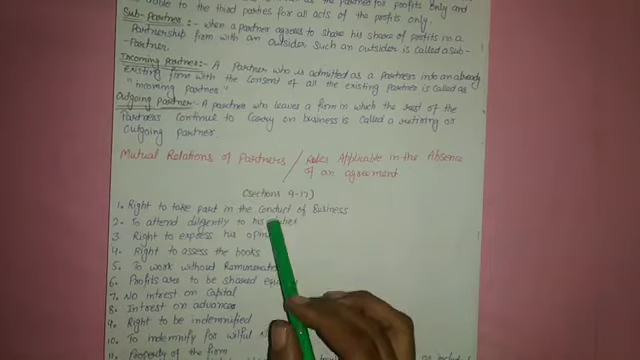 liable to the third parties for all acts of the profits only.
Sub-Partner :- when a partner agrees to share his share of profits in a
Partnership firm with an outsider such an outsider is called a sub-
Partner.
Incoming partner:- A Partner who is admitted as a partners into an already
existing firm with the consent of all the existing partner is called as
"incoming partner"
Outgoing partner:- A partner who leaves a firm in which the rest of the
Partners continue to carry on business is called a retiring or
outgoing partner
Mutual Relations of Partners / Rules Applicable in the Absence
of an agreement
(Sections 9-17)
1. Right to take part in the Conduct of Business
2. To attend diligently to his
3. Right to express his
4. Right to assess the books
5. To work without
6. Profits are to be shared
7. No intrest on Capital
8. Intrest on advances
9. Right to be indemnified
10. To indemnify for wilful
11. Property of the firm